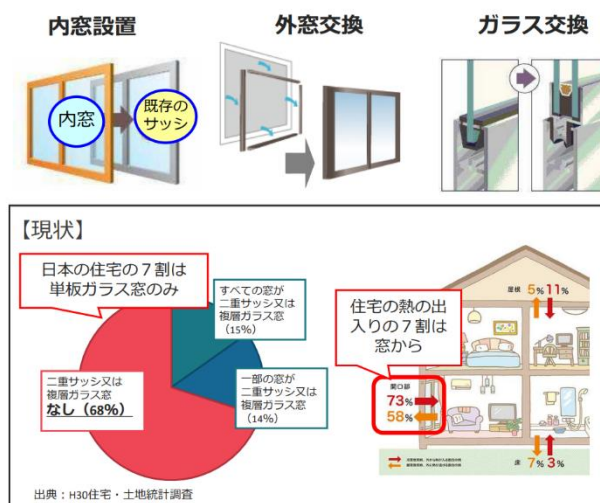 内窓設置
外窓交換
ガラス交換
内窓
既存の
サッシ
【現状】
日本の住宅の７割は
単板ガラス窓のみ
すべての窓が
二重サッシ又は
複層ガラス窓
（15%）
一部の窓が
二重サッシ又は
複層ガラス窓
（14%）
二重サッシ又は
複層ガラス窓
なし（68%）
出典：H30住宅・土地統計調査
住宅の熱の出
入りの７割は
窓から
屋根 5% 11%
開口部
73%
58%
床 7% 3%